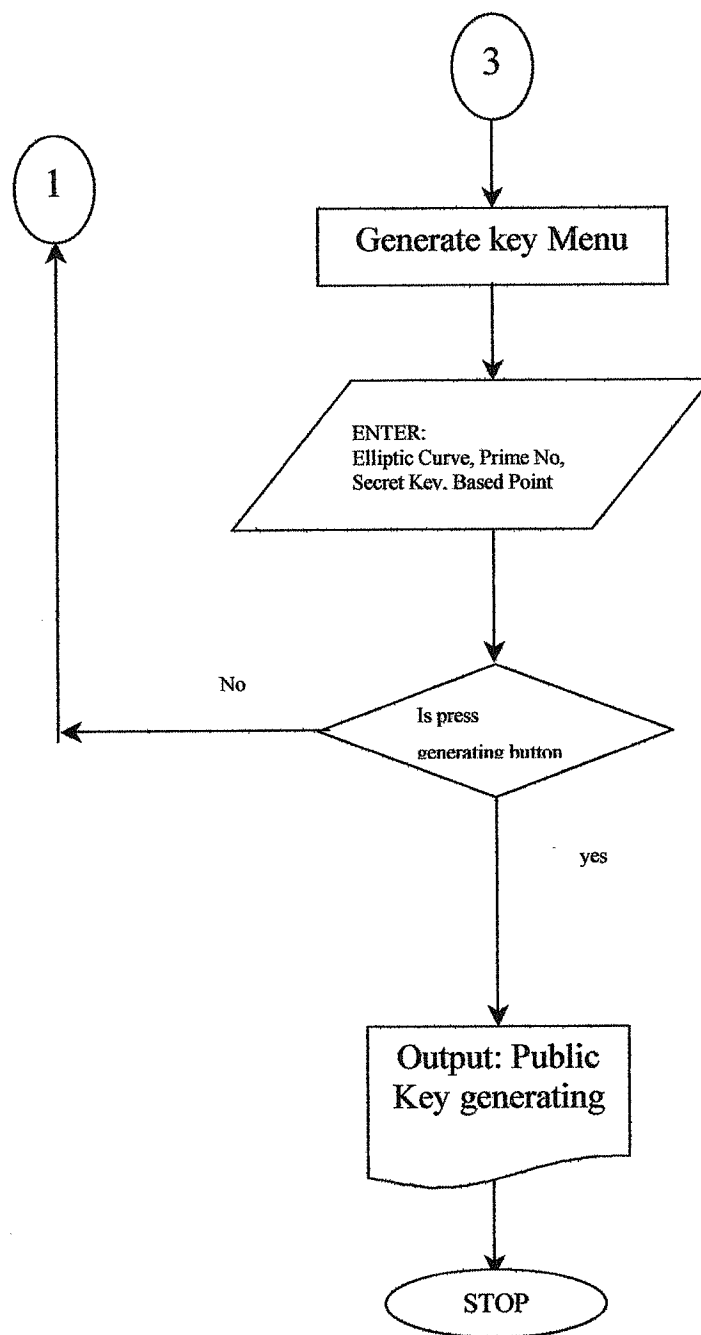 3
1
Generate key Menu
ENTER:
Elliptic Curve, Prime No,
Secret Key. Based Point
No
Is press
generating button
yes
Output: Public
Key generating
STOP